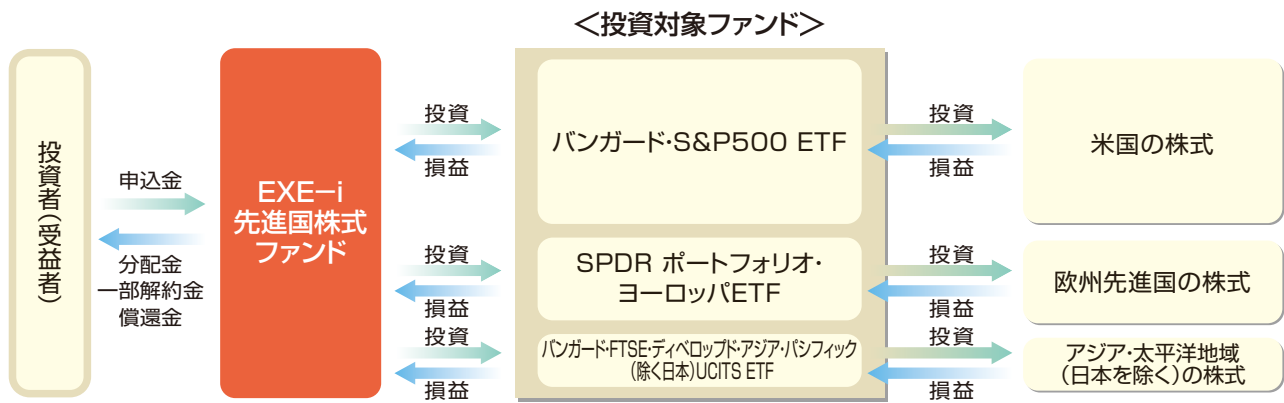 ＜投資対象ファンド＞
投資者（受益者）
申込金
分配金
一部解約金
償還金
EXE－i
先進国株式
ファンド
投資
損益
バンガード・S&P500 ETF
投資
損益
米国の株式
投資
損益
SPDR ポートフォリオ・
ヨーロッパETF
投資
損益
欧州先進国の株式
投資
損益
バンガード・FTSE・ディベロップド・アジア・パシフィック
（除く日本）UCITS ETF
投資
損益
アジア・太平洋地域
（日本を除く）の株式